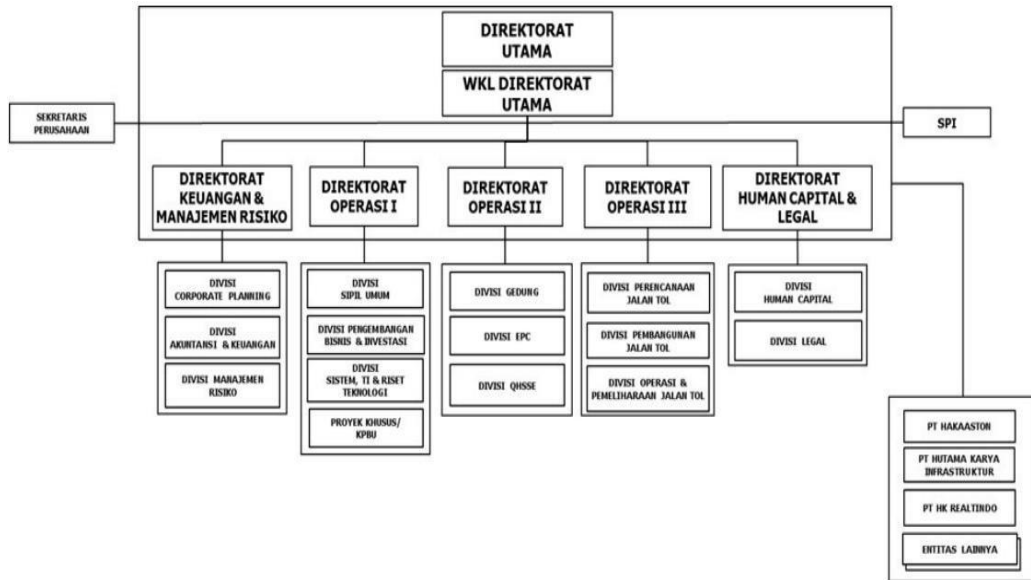 DIREKTORAT
UTAMA
WKL DIREKTORAT
UTAMA
SEKRETARIS
PERUSAHAAN
SPI
DIREKTORAT
KEUANGAN &
MANAJEMEN RISIKO
DIREKTORAT
OPERASI I
DIREKTORAT
OPERASI II
DIREKTORAT
OPERASI III
DIREKTORAT
HUMAN CAPITAL &
LEGAL
DIVISI
CORPORATE PLANNING
DIVISI
AKUNTANSI & KEUANGAN
DIVISI MANAJEMEN
RISIKO
DIVISI
SIPIL UMUM
DIVISI PENGEMBANGAN
BISNIS & INVESTASI
DIVISI
SISTEM, TI & RISET
TEKNOLOGI
PROYEK KHUSUS/
KPBU
DIVISI GEDUNG
DIVISI EPC
DIVISI QHSSE
DIVISI PERENCANAAN
JALAN TOL
DIVISI PEMBANGUNAN
JALAN TOL
DIVISI OPERASI &
PEMELIHARAAN JALAN TOL
DIVISI
HUMAN CAPITAL
DIVISI LEGAL
PT HAKAASTON
PT HUTAMA KARYA
INFRASTRUKTUR
PT HK REALTINDO
ENTITAS LAINNYA